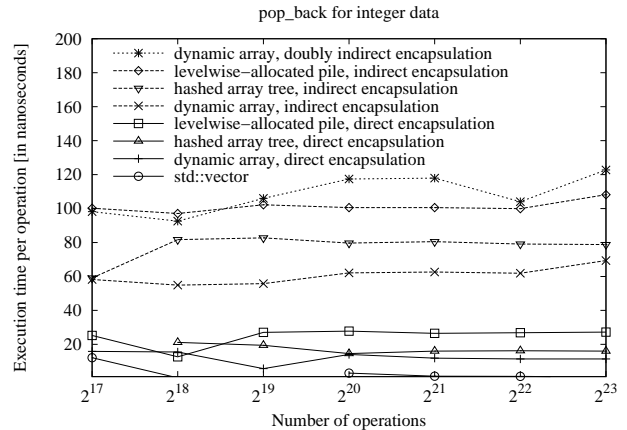 pop_back for integer data
Execution time per operation [in nanoseconds]
200
180
160
140
120
100
80
60
40
20
dynamic array, doubly indirect encapsulation
levelwise−allocated pile, indirect encapsulation
hashed array tree, indirect encapsulation
dynamic array, indirect encapsulation
levelwise−allocated pile, direct encapsulation
hashed array tree, direct encapsulation
dynamic array, direct encapsulation
std::vector
2^17 2^18 2^19 2^20 2^21 2^22 2^23
Number of operations